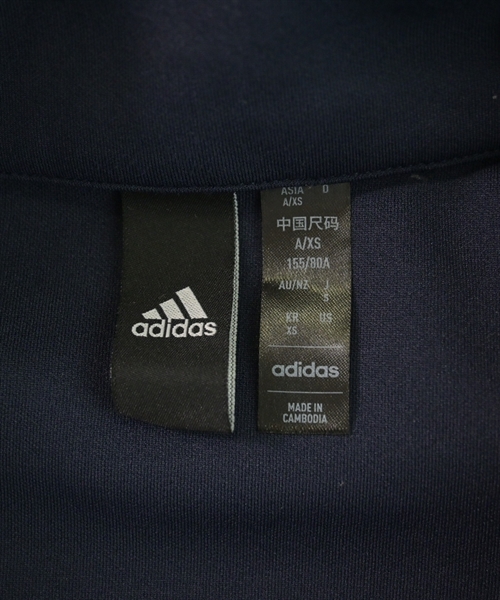 adidas
ASIA D
A/XS
中国尺码
A/XS
155/80A
AU/NZ J
S
KR US
XS
adidas
MADE IN
CAMBODIA